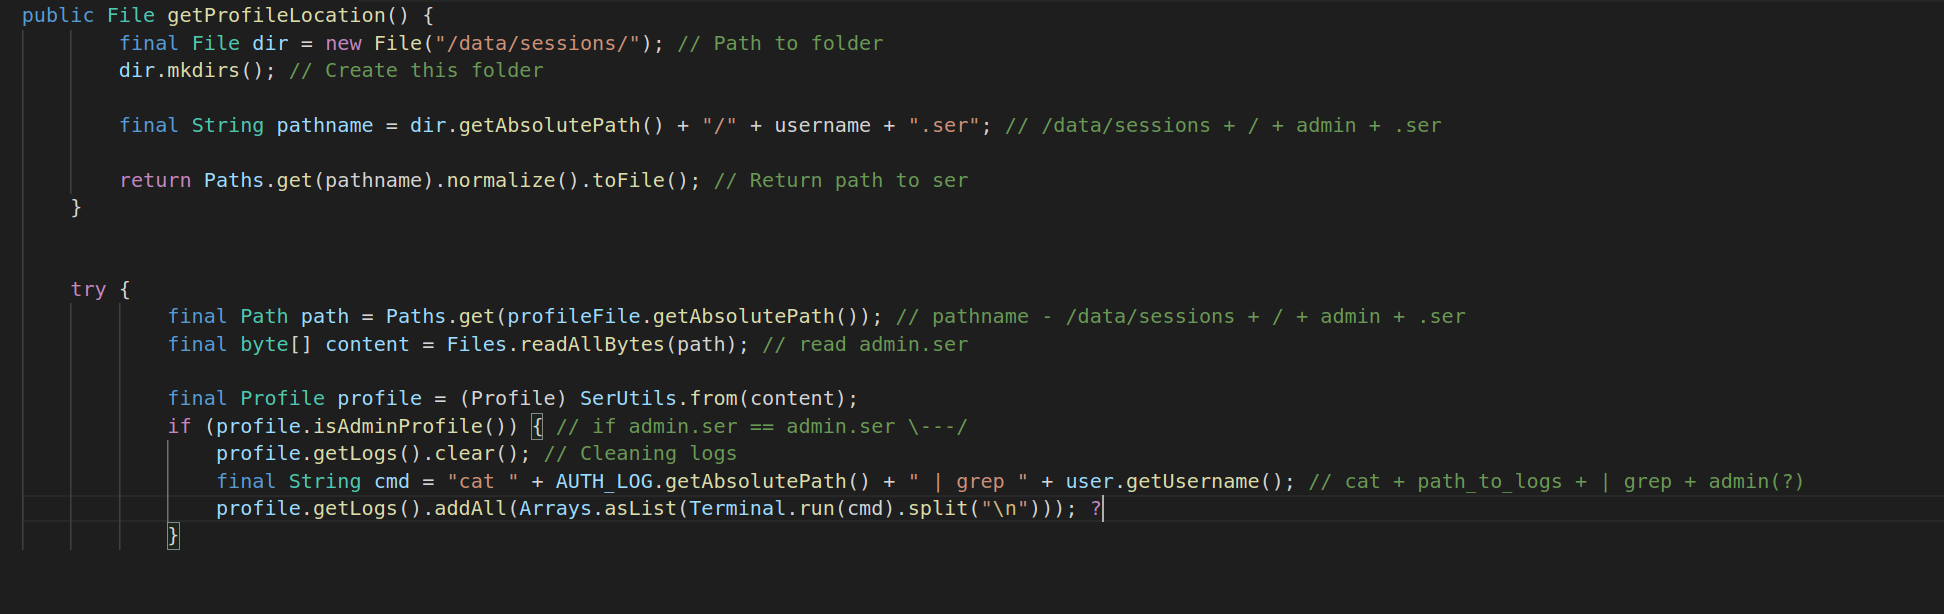 public File getProfileLocation() {
final File dir = new File("/data/sessions/"); // Path to folder
dir.mkdirs(); // Create this folder
final String pathname = dir.getAbsolutePath() + "/" + username + ".ser"; // /data/sessions + / + admin + .ser
return Paths.get(pathname).normalize().toFile(); // Return path to ser
}
try {
final Path path = Paths.get(profileFile.getAbsolutePath()); // pathname - /data/sessions + / + admin + .ser
final byte[] content = Files.readAllBytes(path); // read admin.ser
final Profile profile = (Profile) SerUtils.from(content);
if (profile.isAdminProfile()) { // if admin.ser == admin.ser \---/
profile.getLogs().clear(); // Cleaning logs
final String cmd = "cat " + AUTH_LOG.getAbsolutePath() + " | grep " + user.getUsername(); // cat + path_to_logs + | grep + admin(?)
profile.getLogs().addAll(Arrays.asList(Terminal.run(cmd).split("\n"))); ?
}